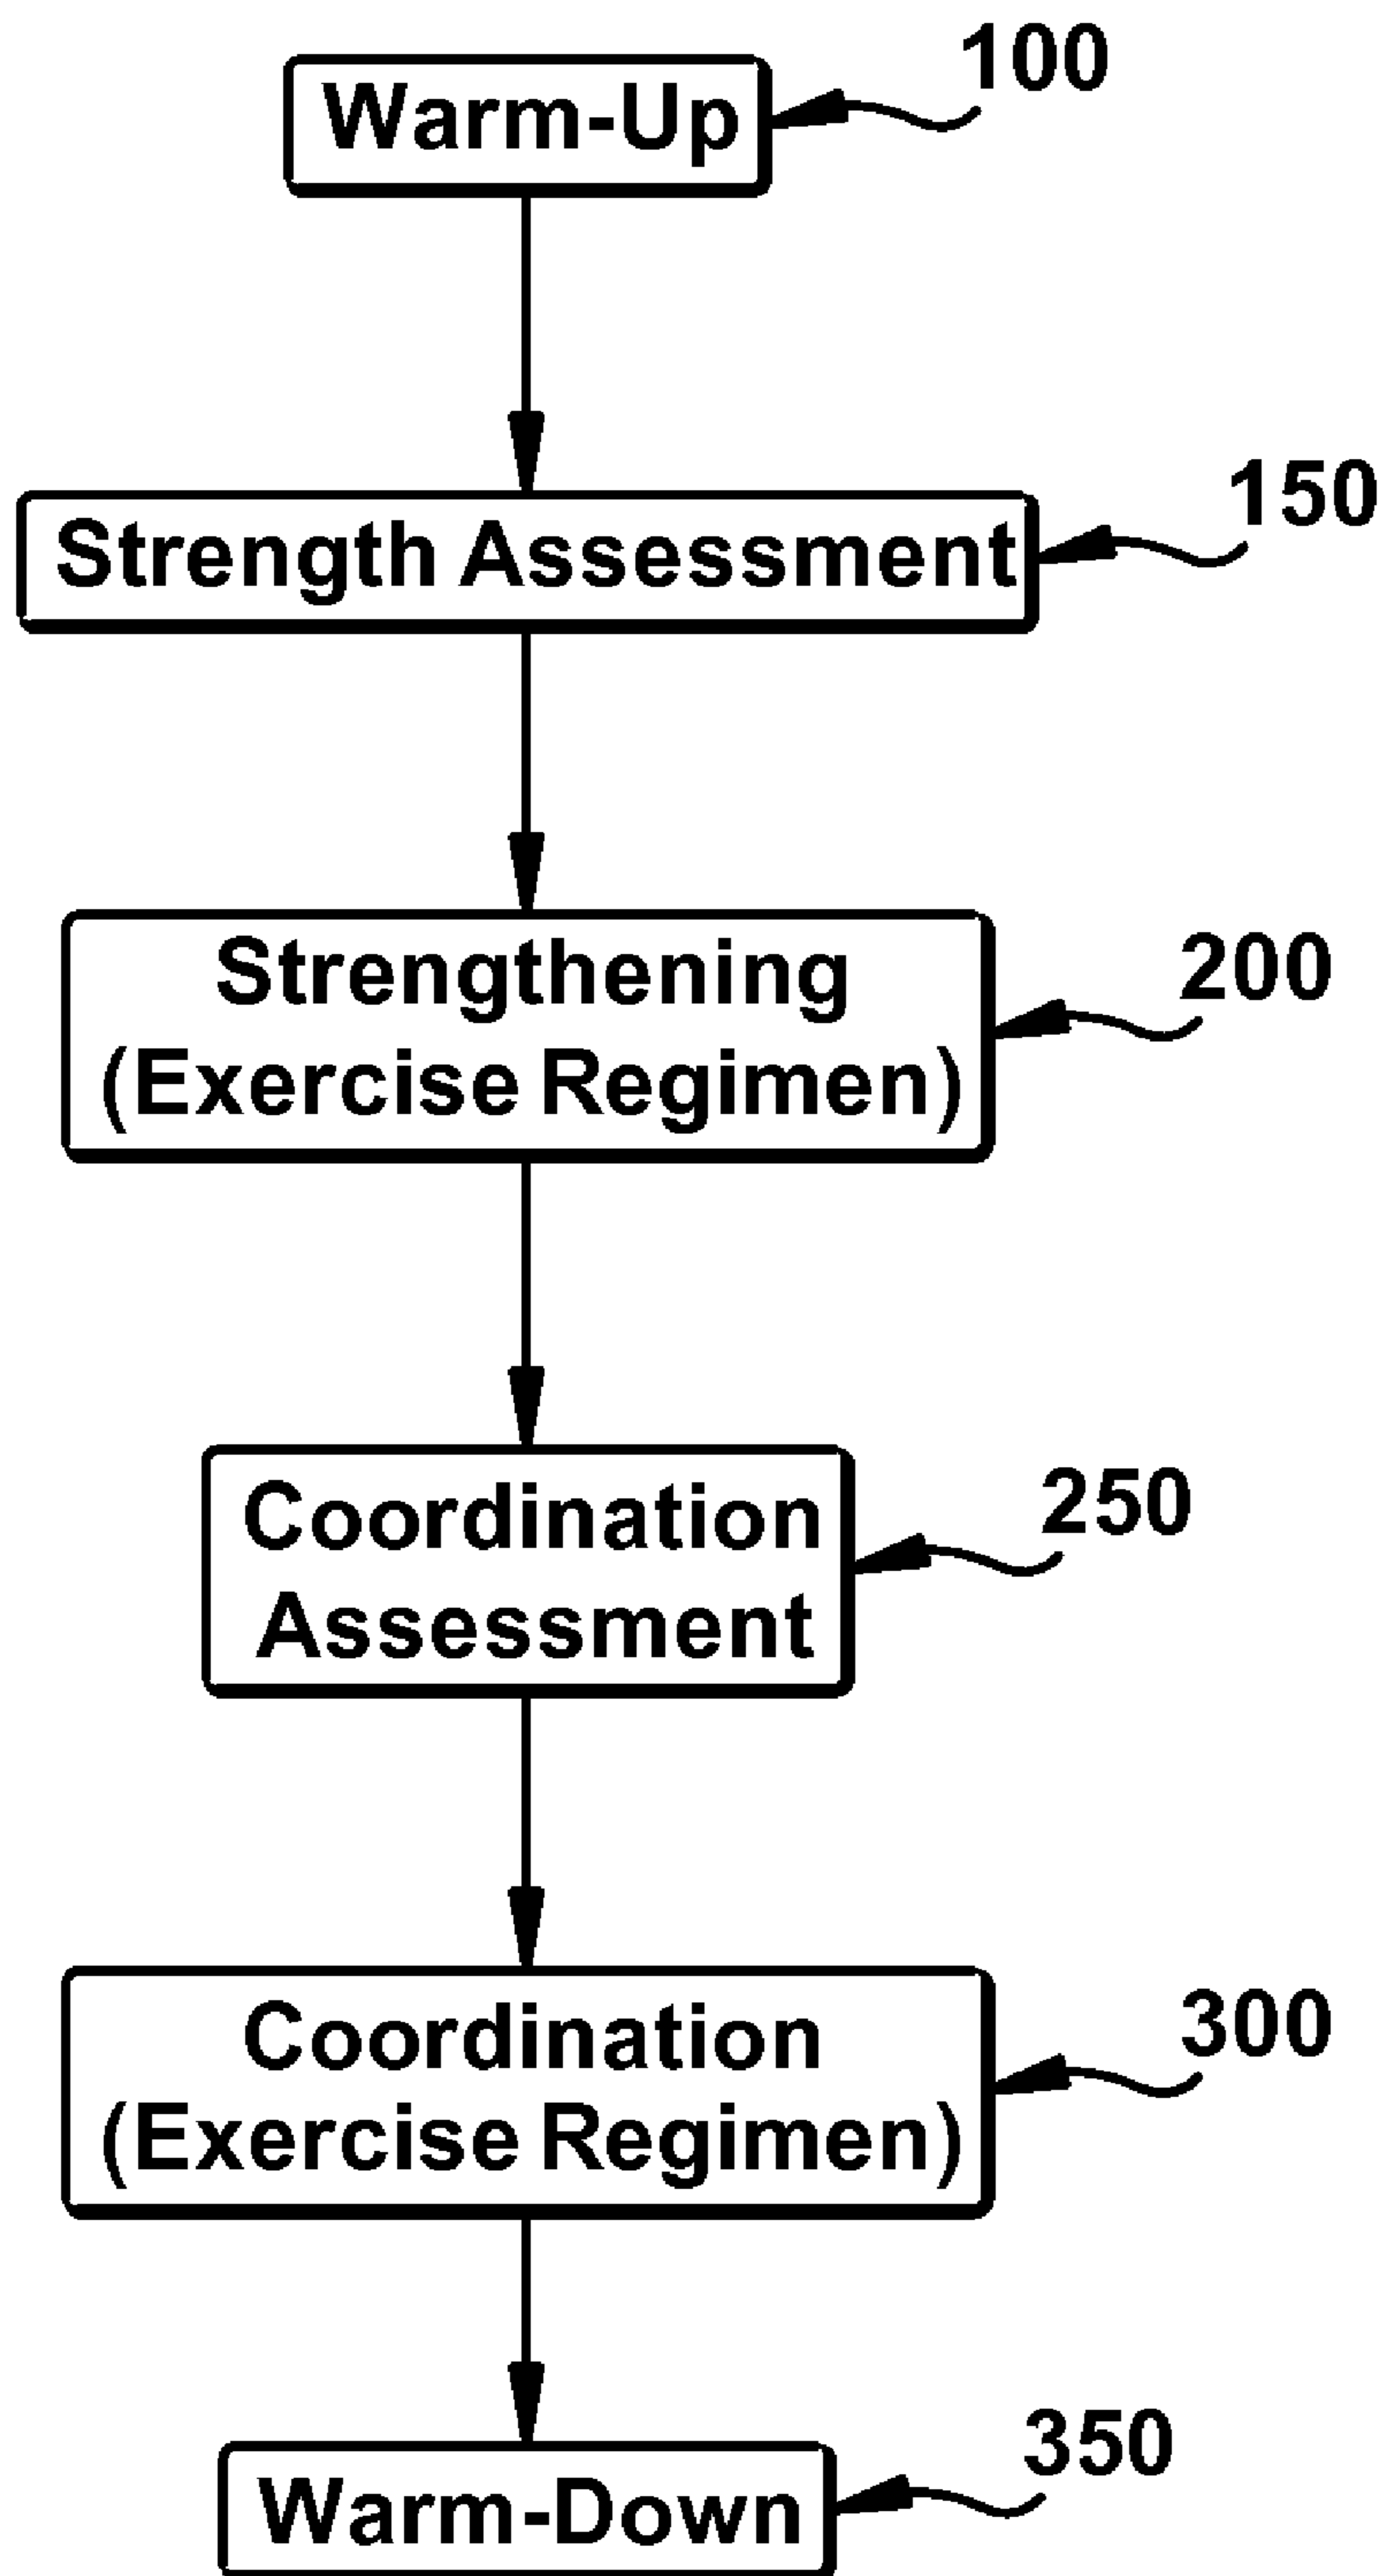 100
Warm-Up
150
Strength Assessment
200
Strengthening
(Exercise Regimen)
250
Coordination
Assessment
300
Coordination
(Exercise Regimen)
350
Warm-Down